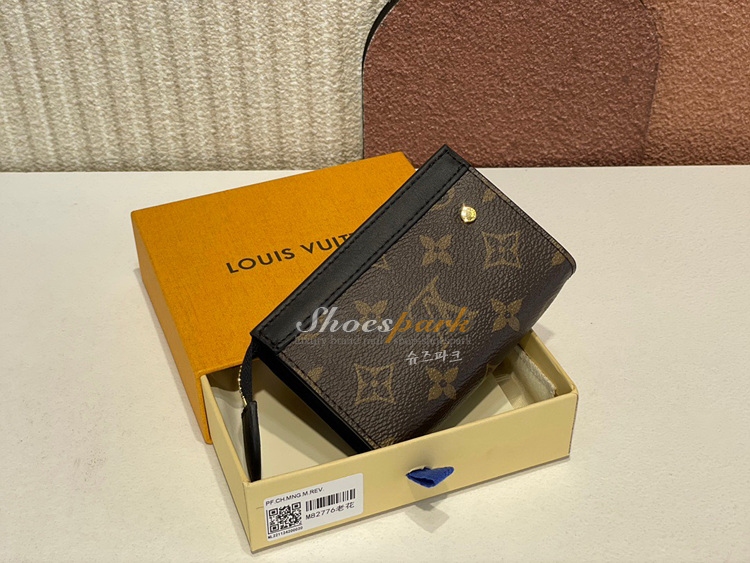 LOUIS VUIT
Shoespark
슈즈파크
PF.CH.MNG M.REV.
M82776老花